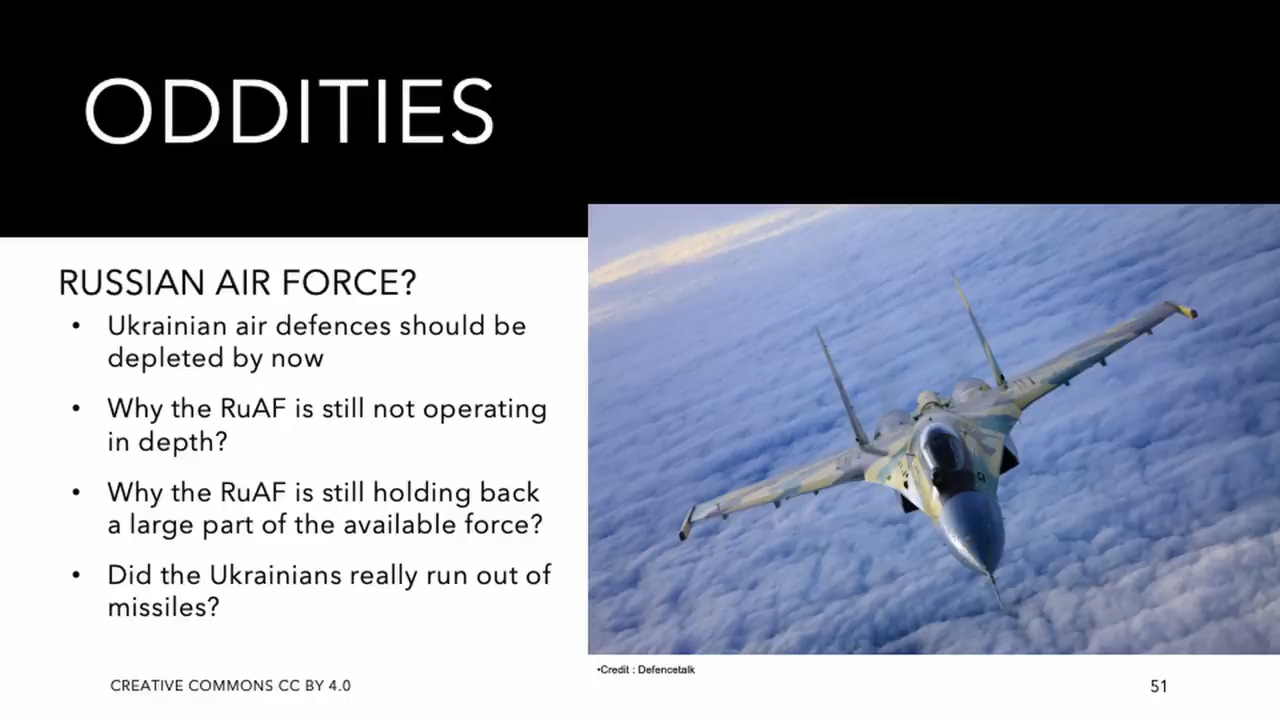 ODDITIES
RUSSIAN AIR FORCE?
• Ukrainian air defences should be
depleted by now
• Why the RuAF is still not operating
in depth?
• Why the RuAF is still holding back
a large part of the available force?
• Did the Ukrainians really run out of
missiles?
•Credit : Defencetalk
CREATIVE COMMONS CC BY 4.0
51